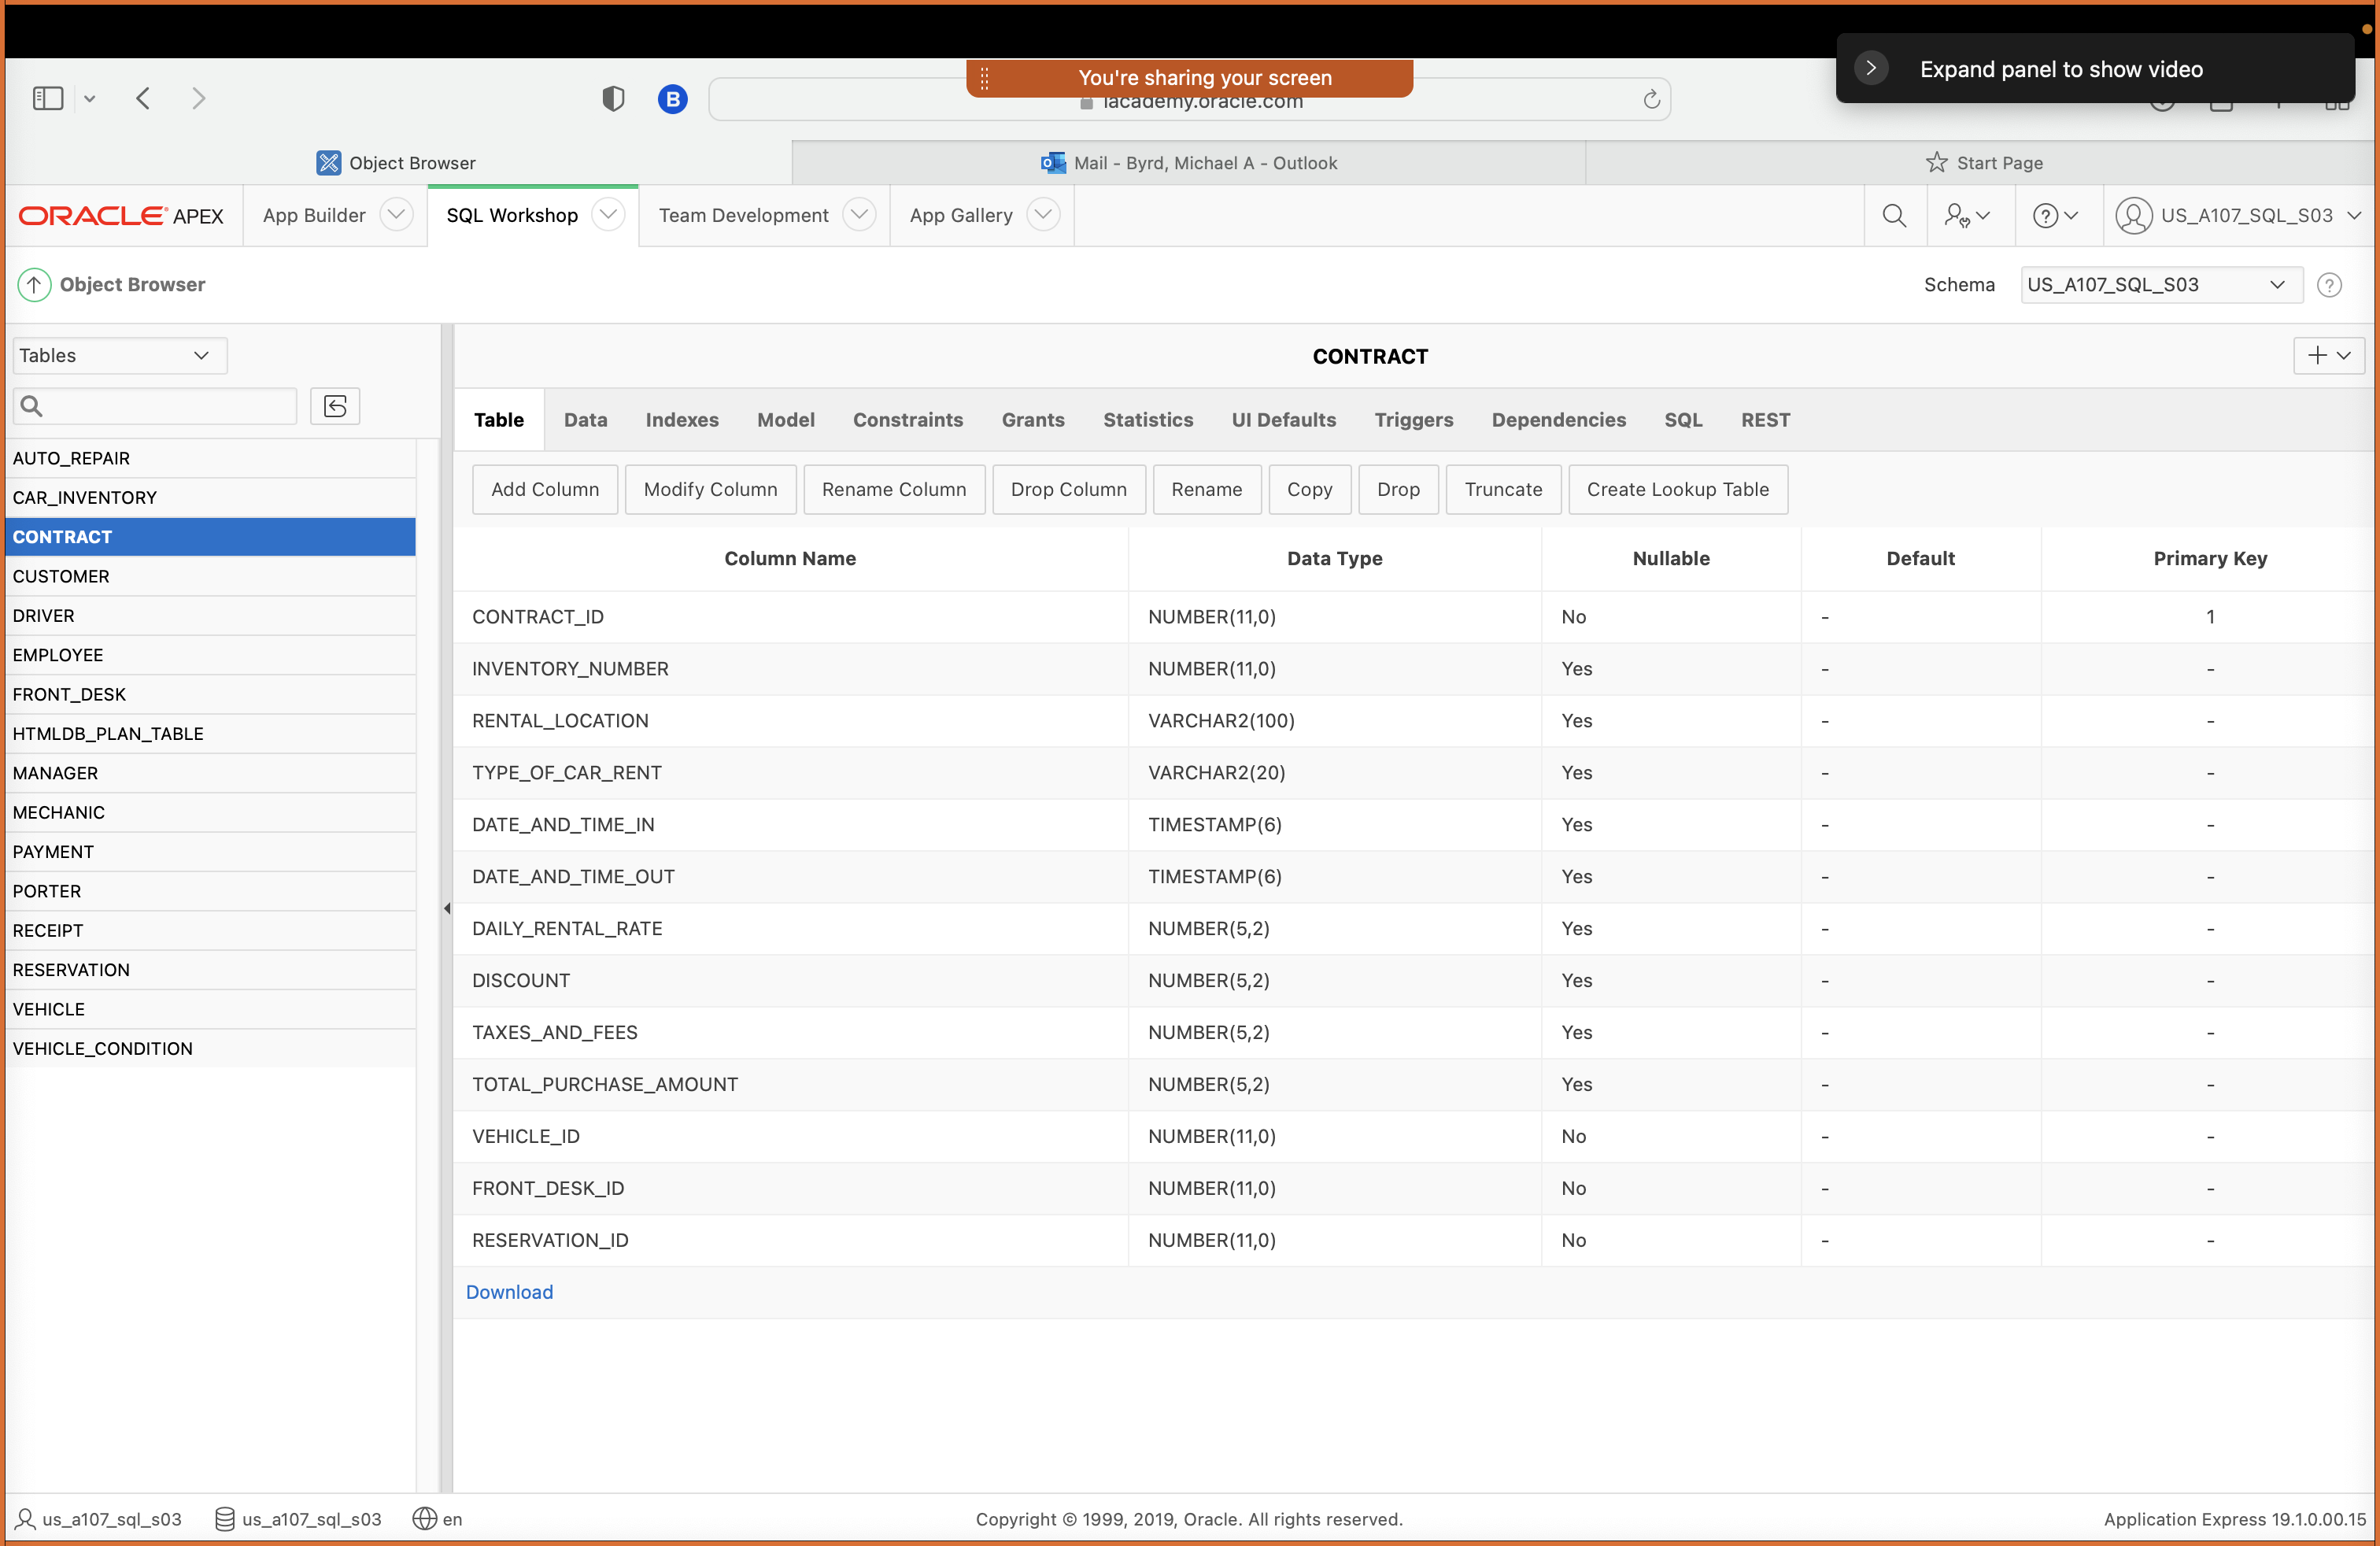 You're sharing your screen
Expand panel to show video
B
iacademy.oracle.com
Object Browser
Mail - Byrd, Michael A - Outlook
Start Page
ORACLE APEX
App Builder
SQL Workshop
Team Development
App Gallery
US_A107_SQL_S03
Object Browser
Schema
US_A107_SQL_S03
Tables
CONTRACT
Table Data Indexes Model Constraints Grants Statistics UI Defaults Triggers Dependencies SQL REST
Add Column Modify Column Rename Column Drop Column Rename Copy Drop Truncate Create Lookup Table
AUTO_REPAIR
CAR_INVENTORY
CONTRACT
CUSTOMER
DRIVER
EMPLOYEE
FRONT_DESK
HTMLDB_PLAN_TABLE
MANAGER
MECHANIC
PAYMENT
PORTER
RECEIPT
RESERVATION
VEHICLE
VEHICLE_CONDITION
Column Name Data Type Nullable Default Primary Key
CONTRACT_ID NUMBER(11,0) No - 1
INVENTORY_NUMBER NUMBER(11,0) Yes - -
RENTAL_LOCATION VARCHAR2(100) Yes - -
TYPE_OF_CAR_RENT VARCHAR2(20) Yes - -
DATE_AND_TIME_IN TIMESTAMP(6) Yes - -
DATE_AND_TIME_OUT TIMESTAMP(6) Yes - -
DAILY_RENTAL_RATE NUMBER(5,2) Yes - -
DISCOUNT NUMBER(5,2) Yes - -
TAXES_AND_FEES NUMBER(5,2) Yes - -
TOTAL_PURCHASE_AMOUNT NUMBER(5,2) Yes - -
VEHICLE_ID NUMBER(11,0) No - -
FRONT_DESK_ID NUMBER(11,0) No - -
RESERVATION_ID NUMBER(11,0) No - -
Download
us_a107_sql_s03 us_a107_sql_s03 en
Copyright © 1999, 2019, Oracle. All rights reserved.
Application Express 19.1.0.00.15